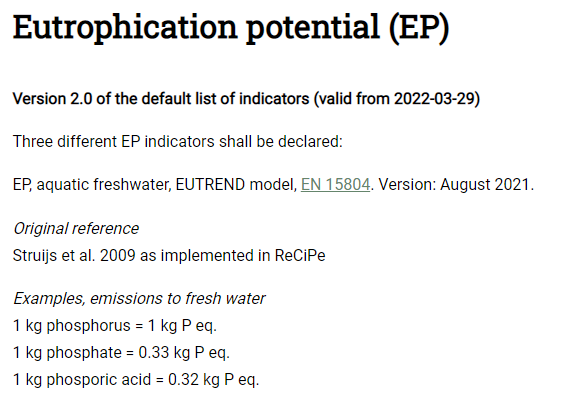 Eutrophication potential (EP)
Version 2.0 of the default list of indicators (valid from 2022-03-29)
Three different EP indicators shall be declared:
EP, aquatic freshwater, EUTREND model, EN 15804. Version: August 2021.
Original reference
Struijs et al. 2009 as implemented in ReCiPe
Examples, emissions to fresh water
1 kg phosphorus = 1 kg P eq.
1 kg phosphate = 0.33 kg P eq.
1 kg phosporic acid = 0.32 kg P eq.